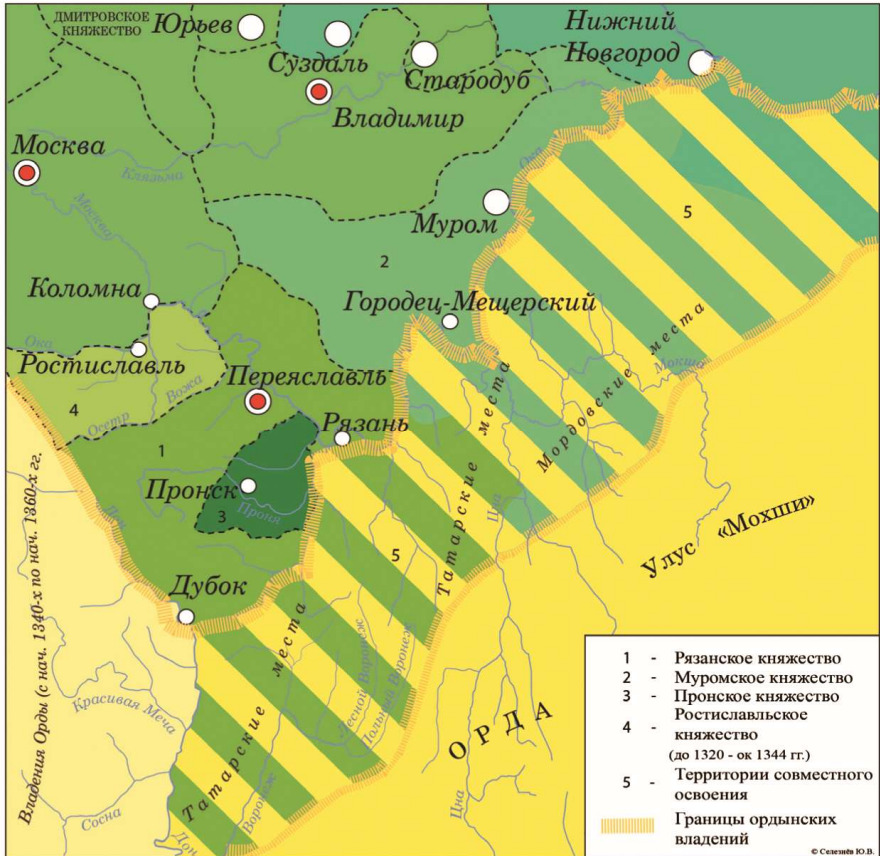 ДМИТРОВСКОЕ
КНЯЖЕСТВО
Юрьев
Суздаль
Стародуб
Нижний
Новгород
Владимир
Москва
Клязьма
Москва
Ока
Муром
5
2
Коломна
Городец-Мещерский
Ока
Ростиславль
Вожа
Переяславль
Осетр
4
1
Рязань
Мокша
Татарские места
Мордовские места
Пронск
Проня
3
Цна
5
Дон
Улус «Мохши»
Дубок
Владения Орды (с нач. 1340-х по нач. 1360-х гг.
Красивая Меча
Татарские места
Лесной Воронеж
Польный Воронеж
ОРДА
Сосна
Дон
Воронеж
Цна
1 - Рязанское княжество
2 - Муромское княжество
3 - Пронское княжество
4 - Ростиславльское
княжество
(до 1320 - ок 1344 гг.)
5 - Территории совместного
освоения
Границы ордынских
владений
© Селезнёв Ю.В.